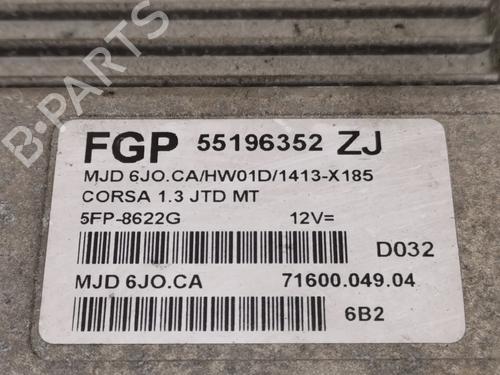 FGP 55196352 ZJ
MJD 6JO.CA/HW01D/1413-X185
CORSA 1.3 JTD MT
5FP-8622G 12V=
D032
MJD 6JO.CA 71600.049.04
6B2
B-PARTS